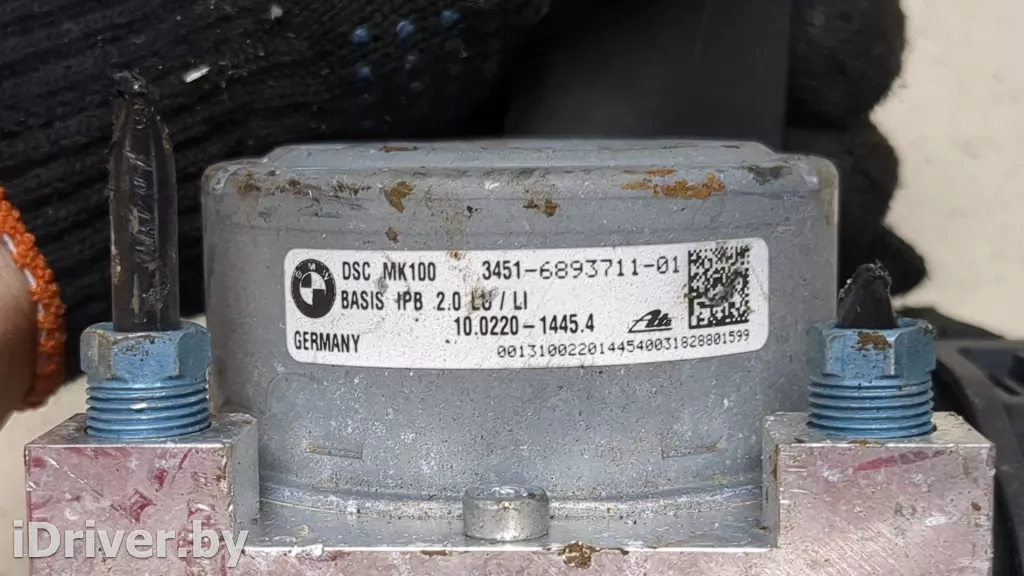 BMW
DSC MK100 3451-6893711-01
BASIS IPB 2.0 LU / LI
10.0220-1445.4 Ate
GERMANY
0013100220144540031828801599
iDriver.by